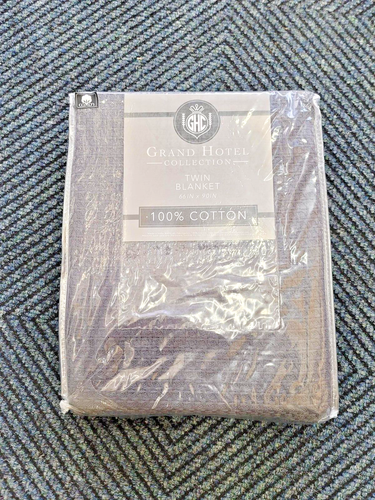 GHC
GRAND HOTEL
COLLECTION
TWIN
BLANKET
100% COTTON